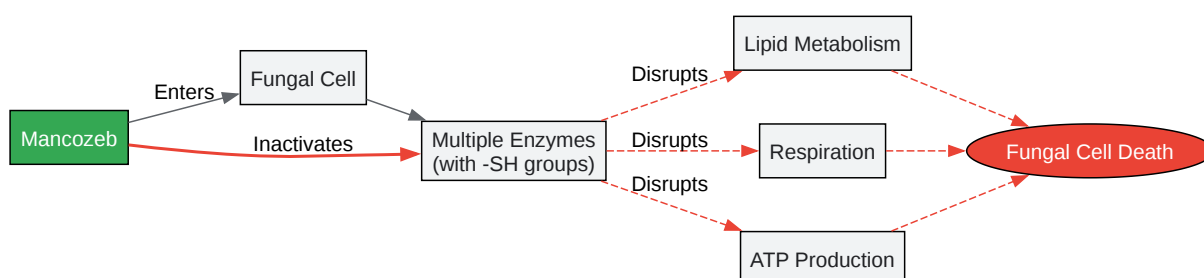 Mancozeb
Enters
Fungal Cell
Inactivates
Multiple Enzymes
(with -SH groups)
Disrupts
Disrupts
Disrupts
Lipid Metabolism
Respiration
ATP Production
Fungal Cell Death